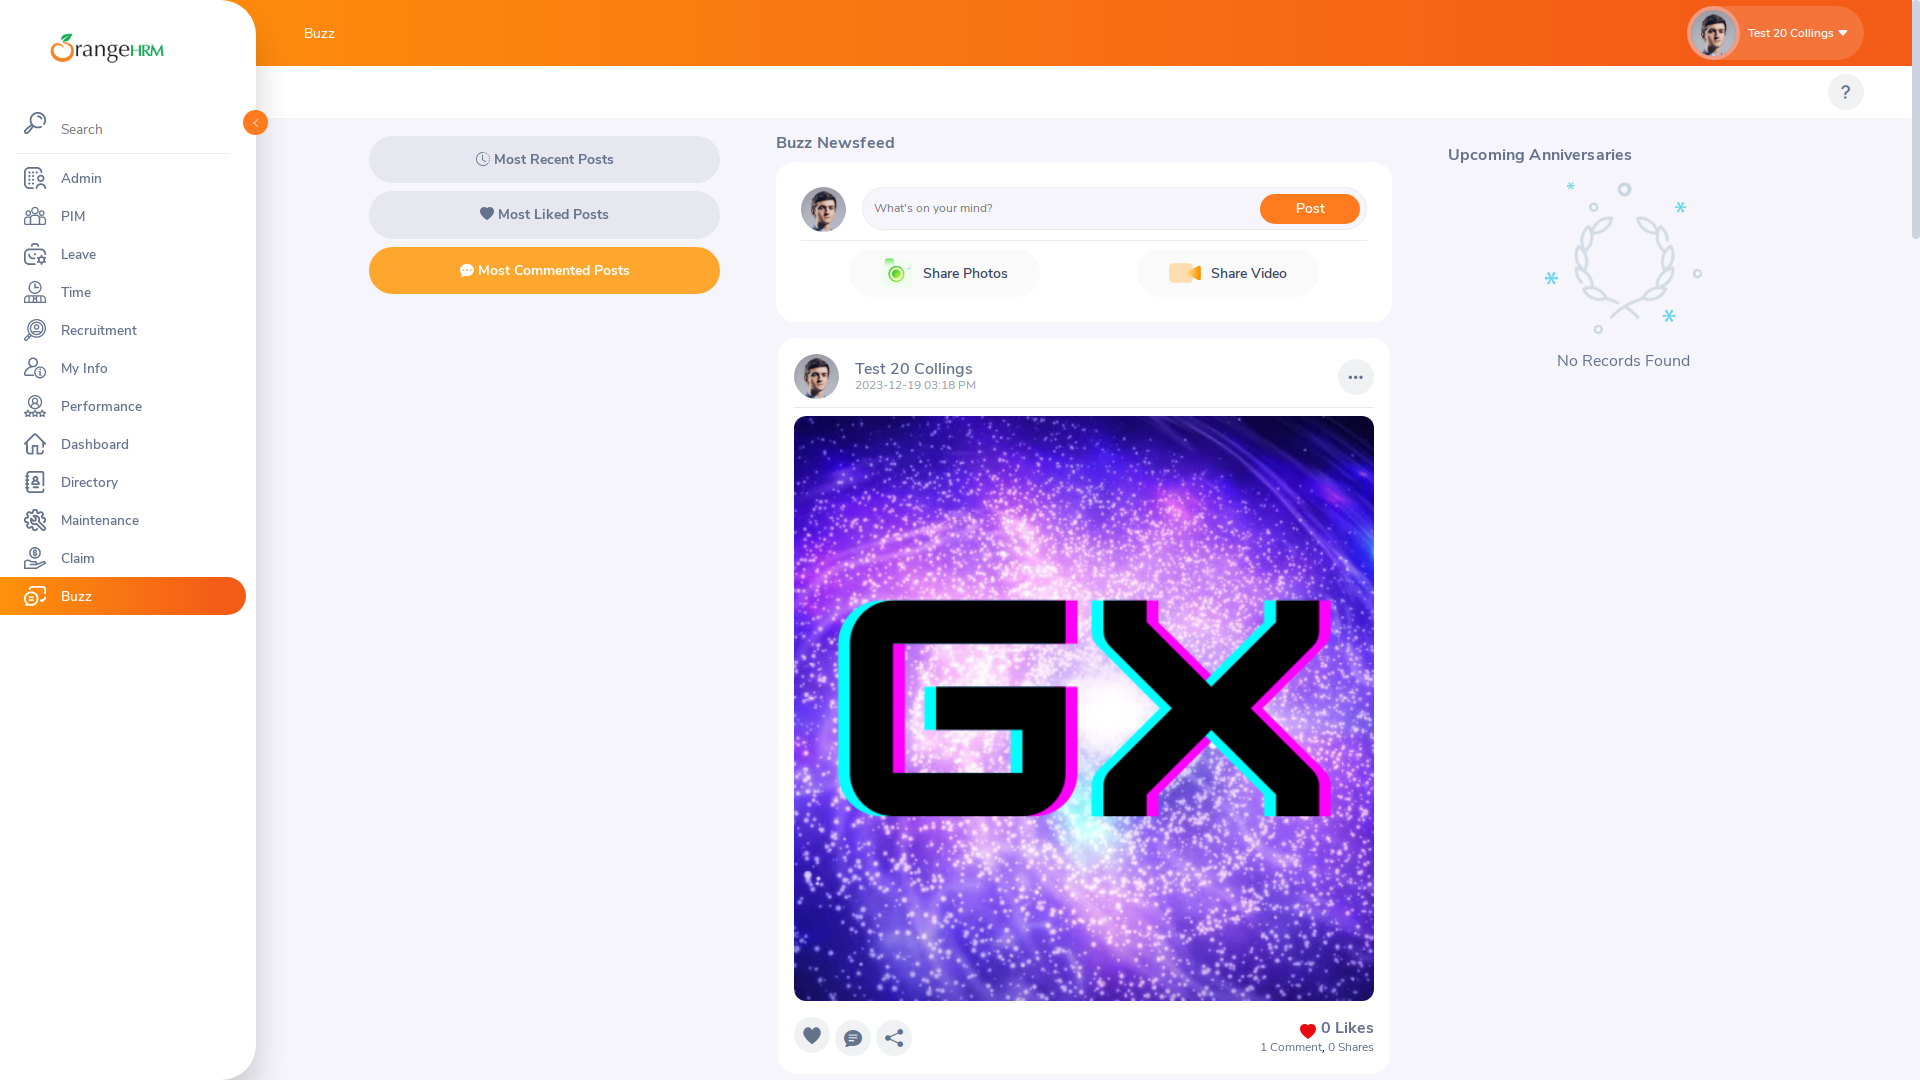 OrangeHRM
Search
Admin
PIM
Leave
Time
Recruitment
My Info
Performance
Dashboard
Directory
Maintenance
Claim
Buzz
Buzz
Test 20 Collings
?
Most Recent Posts
Most Liked Posts
Most Commented Posts
Buzz Newsfeed
What's on your mind?
Post
Share Photos
Share Video
Test 20 Collings
2023-12-19 03:18 PM
GX
0 Likes
1 Comment, 0 Shares
Upcoming Anniversaries
No Records Found